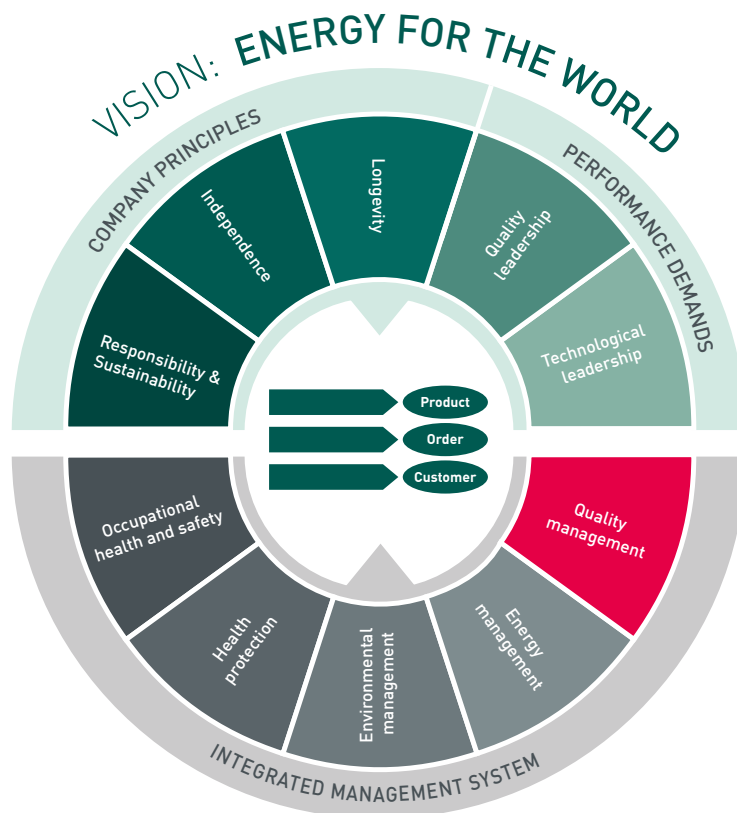 VISION: ENERGY FOR THE WORLD
COMPANY PRINCIPLES
PERFORMANCE DEMANDS
Responsibility &
Sustainability
Independence
Longevity
Quality
leadership
Technological
leadership
Product
Order
Customer
Occupational
health and safety
Health
protection
Environmental
management
Energy
management
Quality
management
INTEGRATED MANAGEMENT SYSTEM